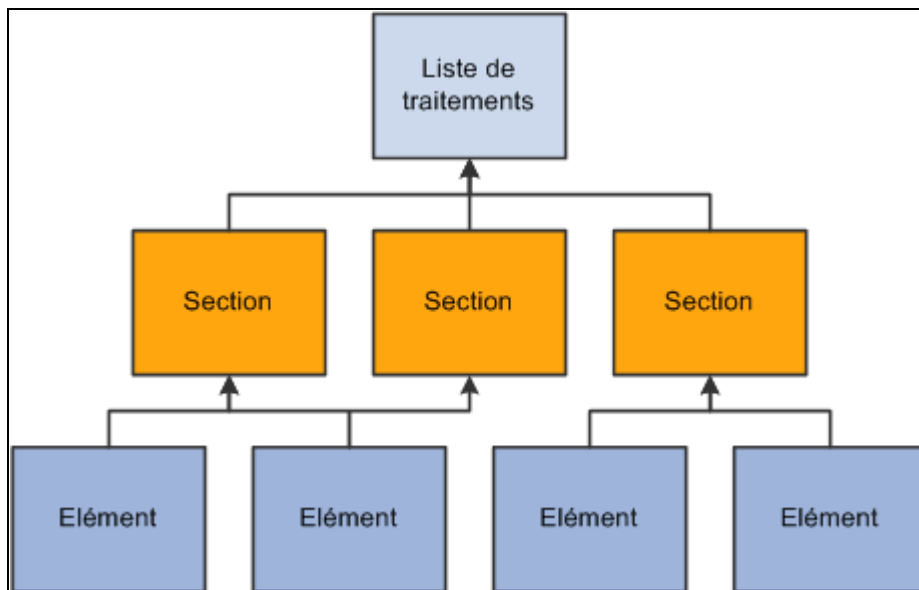 Liste de
traitements
Section
Section
Section
Elément
Elément
Elément
Elément